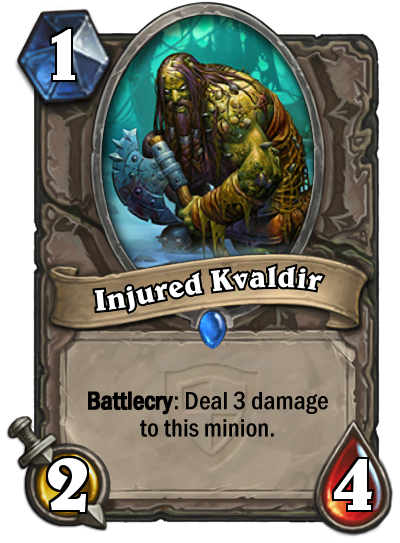 1
Injured Kvaldir
Battlecry: Deal 3 damage
to this minion.
2
4